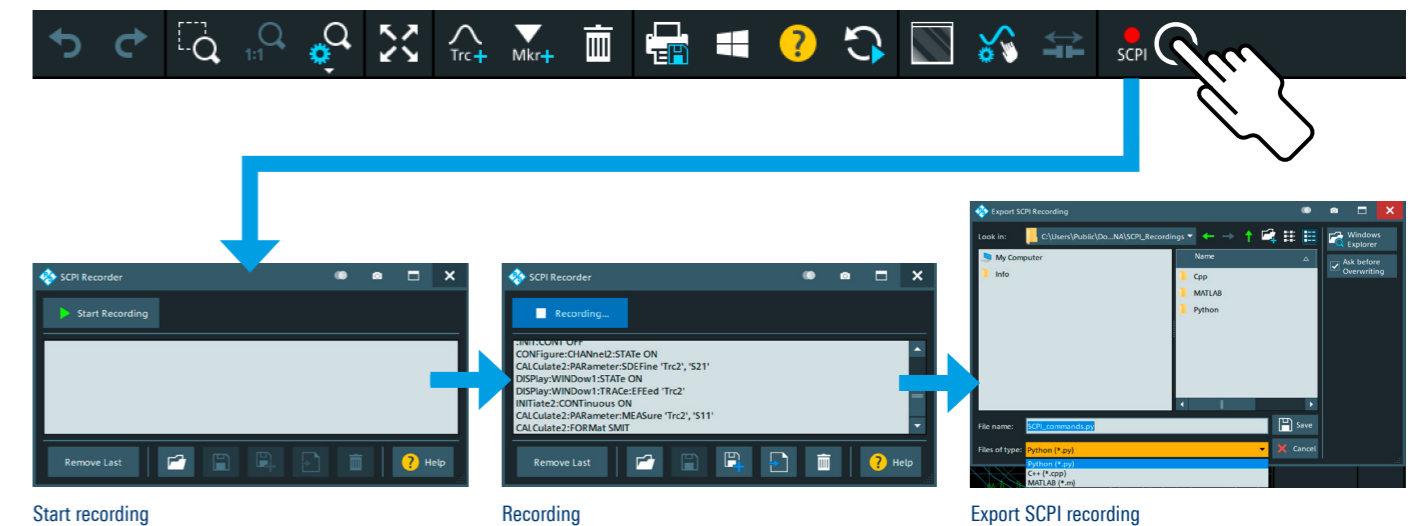 1:1
Trc+
Mkr+
?
SCPI
Export SCPI Recording
Look in:
C:\Users\Public\Do...NA\SCPI_Recordings
Windows
Explorer
My Computer
Info
Name
Cpp
MATLAB
Python
Ask before
Overwriting
File name:
SCPI_commands.py
Save
Files of type:
Python (*.py)
Cancel
Python (*.py)
C++ (*.cpp)
MATLAB (*.m)
SCPI Recorder
Start Recording
Remove Last
? Help
SCPI Recorder
Recording...
:INIT:CONT OFF
CONFigure:CHANnel2:STATe ON
CALCulate2:PARameter:SDEFine 'Trc2', 'S21'
DISPlay:WINDow1:STATe ON
DISPlay:WINDow1:TRACe:EFEed 'Trc2'
INITiate2:CONTinuous ON
CALCulate2:PARameter:MEASure 'Trc2', 'S11'
CALCulate2:FORMat SMIT
Remove Last
? Help
Start recording
Recording
Export SCPI recording